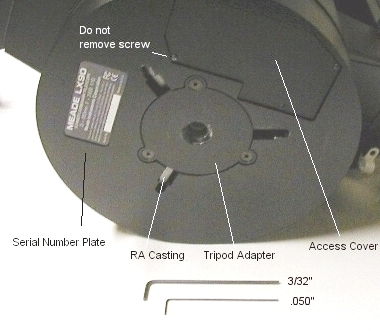 Do not
remove screw
MEADE LX90
Serial Number Plate
RA Casting
Tripod Adapter
Access Cover
3/32"
.050"